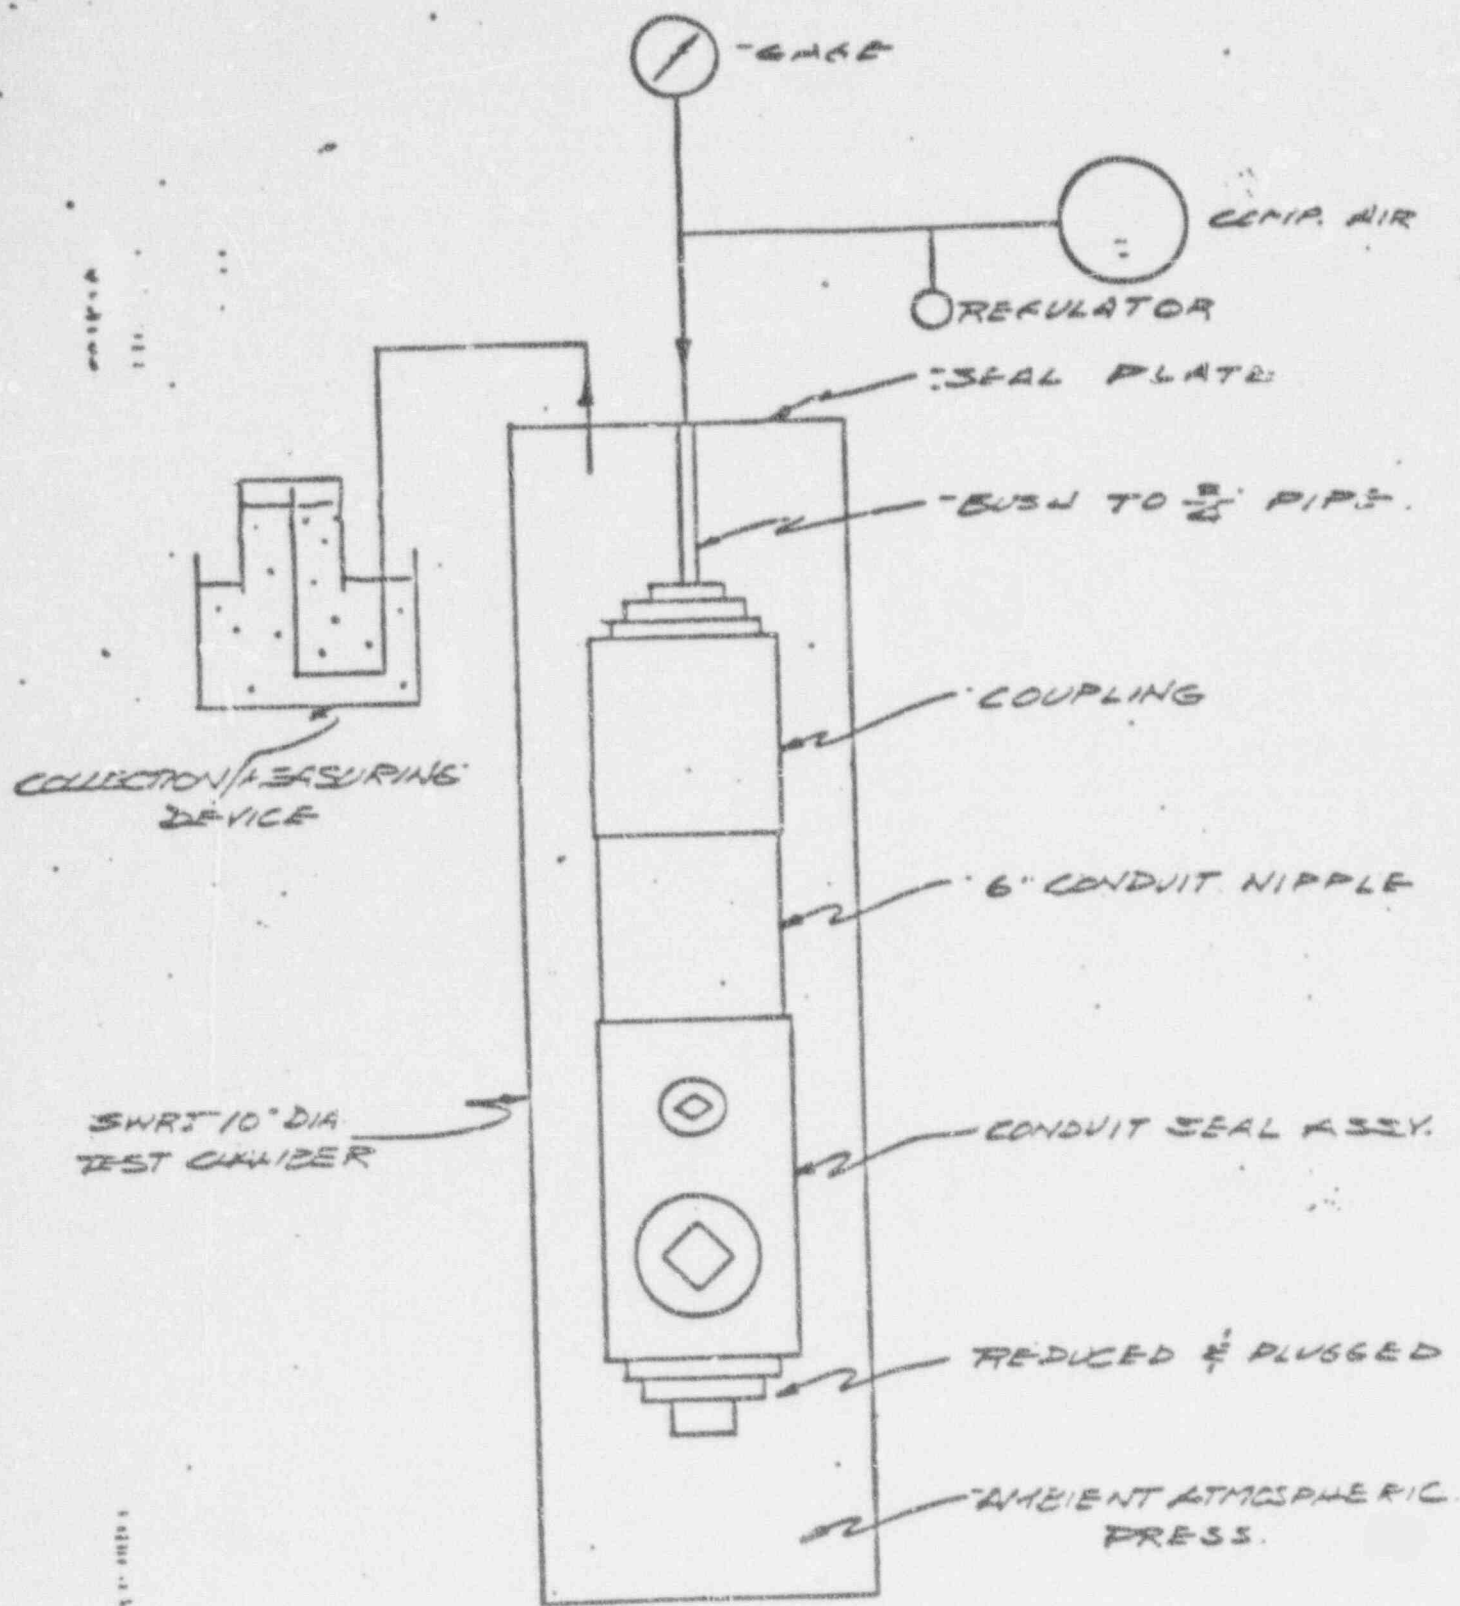 GAGE
COMP. AIR
REGULATOR
SEAL PLATE
BUSH TO PIPE.
COUPLING
COLLECTION/MEASURING
DEVICE
6" CONDUIT NIPPLE
SWRI 10" DIA
TEST CHAMBER
CONDUIT SEAL ASSY.
REDUCED & PLUGGED
AMBIENT ATMOSPHERIC
PRESS.